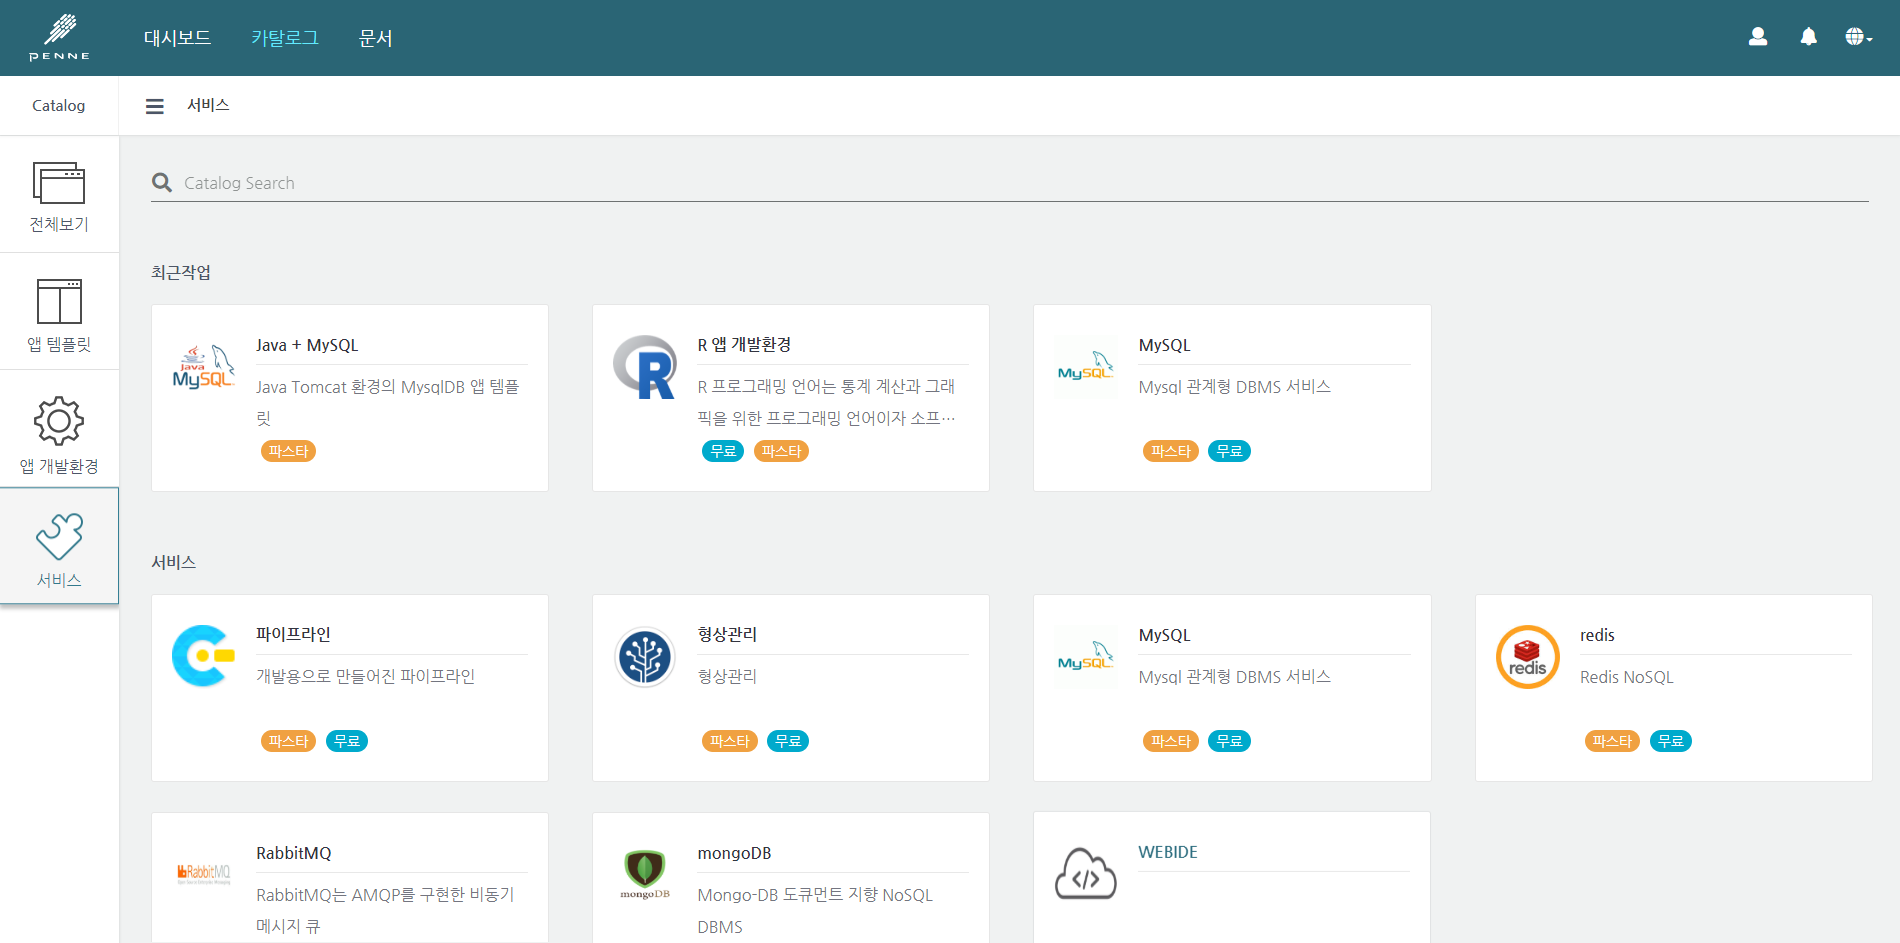 PENNE
대시보드
카탈로그
문서
Catalog
서비스
전체보기
앱 템플릿
앱 개발환경
서비스
Catalog Search
최근작업
Java
MySQL
Java + MySQL
Java Tomcat 환경의 MysqlDB 앱 템플
릿
파스타
R
R 앱 개발환경
R 프로그래밍 언어는 통계 계산과 그래
픽을 위한 프로그래밍 언어이자 소프…
무료 파스타
MySQL
MySQL
Mysql 관계형 DBMS 서비스
파스타 무료
서비스
파이프라인
개발용으로 만들어진 파이프라인
파스타 무료
형상관리
형상관리
파스타 무료
MySQL
MySQL
Mysql 관계형 DBMS 서비스
파스타 무료
redis
redis
Redis NoSQL
파스타 무료
RabbitMQ
RabbitMQ
RabbitMQ는 AMQP를 구현한 비동기
메시지 큐
mongoDB
mongoDB
Mongo-DB 도큐먼트 지향 NoSQL
DBMS
</>
WEBIDE